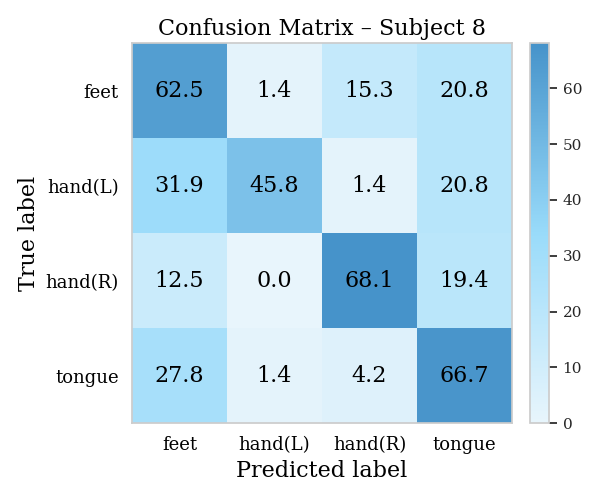 Confusion Matrix – Subject 8
True label
feet 62.5 1.4 15.3 20.8
hand(L) 31.9 45.8 1.4 20.8
hand(R) 12.5 0.0 68.1 19.4
tongue 27.8 1.4 4.2 66.7
feet hand(L) hand(R) tongue
Predicted label
60
50
40
30
20
10
0